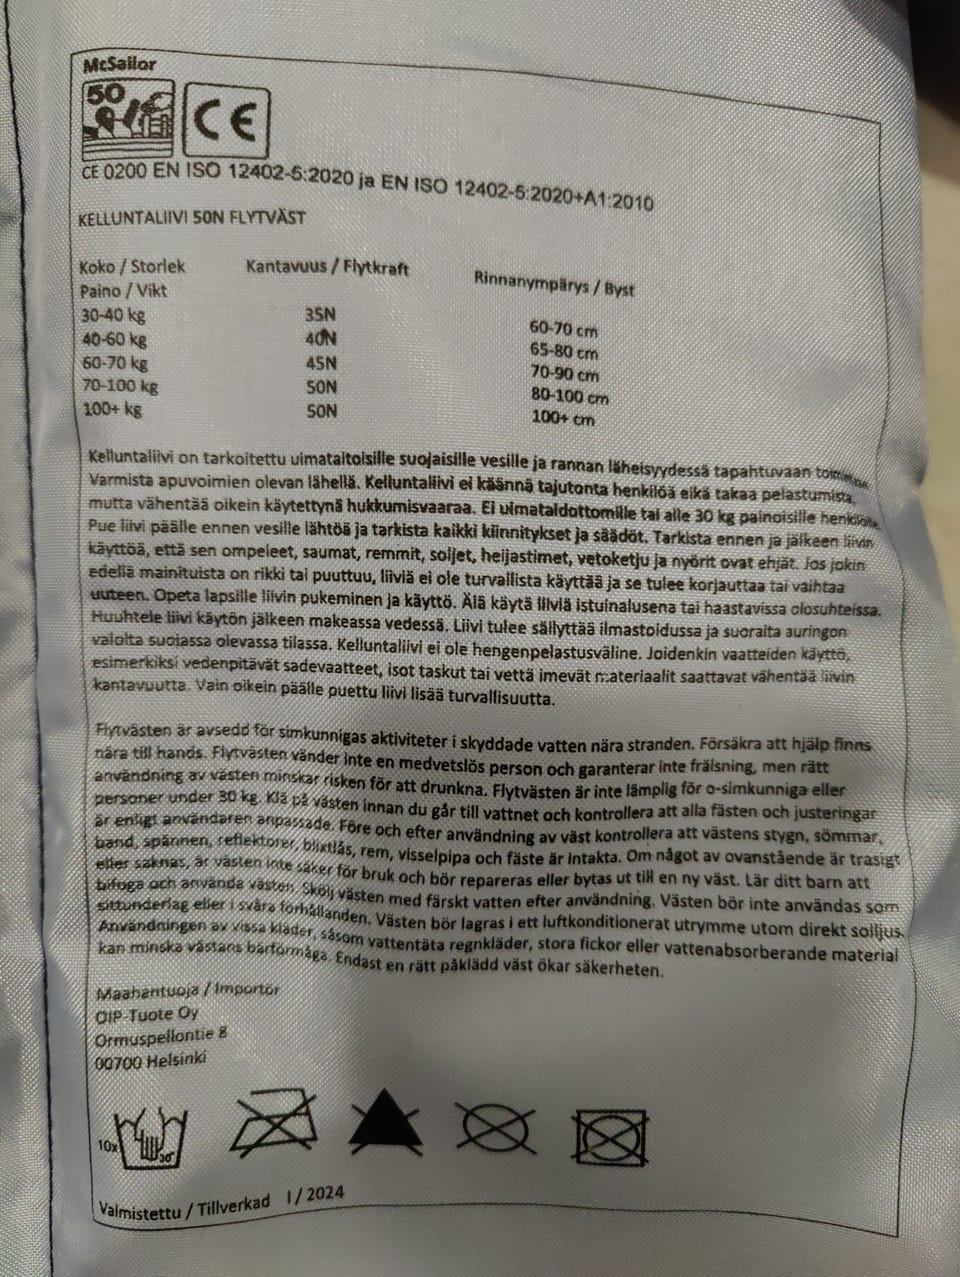 McSailor
50
CE
CE 0200 EN ISO 12402-5:2020 ja EN ISO 12402-5:2020+A1:2010
KELLUNTALIIVI 50N FLYTVÄST
Koko / Storlek Kantavuus / Flytkraft Rinnanympärys / Byst
Paino / Vikt
30-40 kg 35N 60-70 cm
40-60 kg 40N 65-80 cm
60-70 kg 45N 70-90 cm
70-100 kg 50N 80-100 cm
100+ kg 50N 100+ cm
Kelluntaliivi on tarkoitettu uimataitoisille suojaisille vesille ja rannan läheisyydessä tapahtuvaan
Varmista apuvoimien olevan lähellä. Kelluntaliivi ei käännä tajutonta henkilöä eikä takaa pelastumista,
mutta vähentää oikein käytettynä hukkumisvaaraa. Ei uimataidottomille tai alle 30 kg painoisille
Pue liivi päälle ennen vesille lähtöä ja tarkista kaikki kiinnitykset ja säädöt. Tarkista ennen ja jälkeen liivin
käyttöä, että sen ompeleet, saumat, remmit, soljet, heijastimet, vetoketju ja nyörit ovat ehjät. Jos jokin
edellä mainituista on rikki tai puuttuu, liiviä ei ole turvallista käyttää ja se tulee korjauttaa tai vaihtaa
uuteen. Opeta lapsille liivin pukeminen ja käyttö. Älä käytä liiviä istuinalusena tai haastavissa olosuhteissa.
Huuhtele liivi käytön jälkeen makeassa vedessä. Liivi tulee säilyttää ilmastoidussa ja suoralta auringon
valolta suojassa olevassa tilassa. Kelluntaliivi ei ole hengenpelastusväline. Joidenkin vaatteiden käyttö,
esimerkiksi vedenpitävät sadevaatteet, isot taskut tai vettä imevät materiaalit saattavat vähentää liivin
kantavuutta. Vain oikein päälle puettu liivi lisää turvallisuutta.
Flytvästen är avsedd för simkunnigas aktiviteter i skyddade vatten nära stranden. Försäkra att hjälp finns
nära till hands. Flytvästen vänder inte en medvetslös person och garanterar inte frälsning, men rätt
användning av västen minskar risken för att drunkna. Flytvästen är inte lämplig för o-simkunniga eller
personer under 30 kg. Klä på västen innan du går till vattnet och kontrollera att alla fästen och justeringar
är enligt användaren anpassade. Före och efter användning av väst kontrollera att västens stygn, sömmar,
band, spännen, reflektorer, blixtlås, rem, visselpipa och fäste är intakta. Om något av ovanstående är trasigt
eller saknas, är västen inte säker för bruk och bör repareras eller bytas ut till en ny väst. Lär ditt barn att
bifoga och använda västen. Skölj västen med färskt vatten efter användning. Västen bör inte användas som
sittunderlag eller i svåra förhållanden. Västen bör lagras i ett luftkonditionerat utrymme utom direkt solljus.
Användningen av vissa kläder, såsom vattentäta regnkläder, stora fickor eller vattenabsorberande material
kan minska västans bärförmåga. Endast en rätt påklädd väst ökar säkerheten.
Maahantuoja / Importör
OIP-Tuote Oy
Ormuspellontie 8
00700 Helsinki
10x 30°
Valmistettu / Tillverkad I / 2024